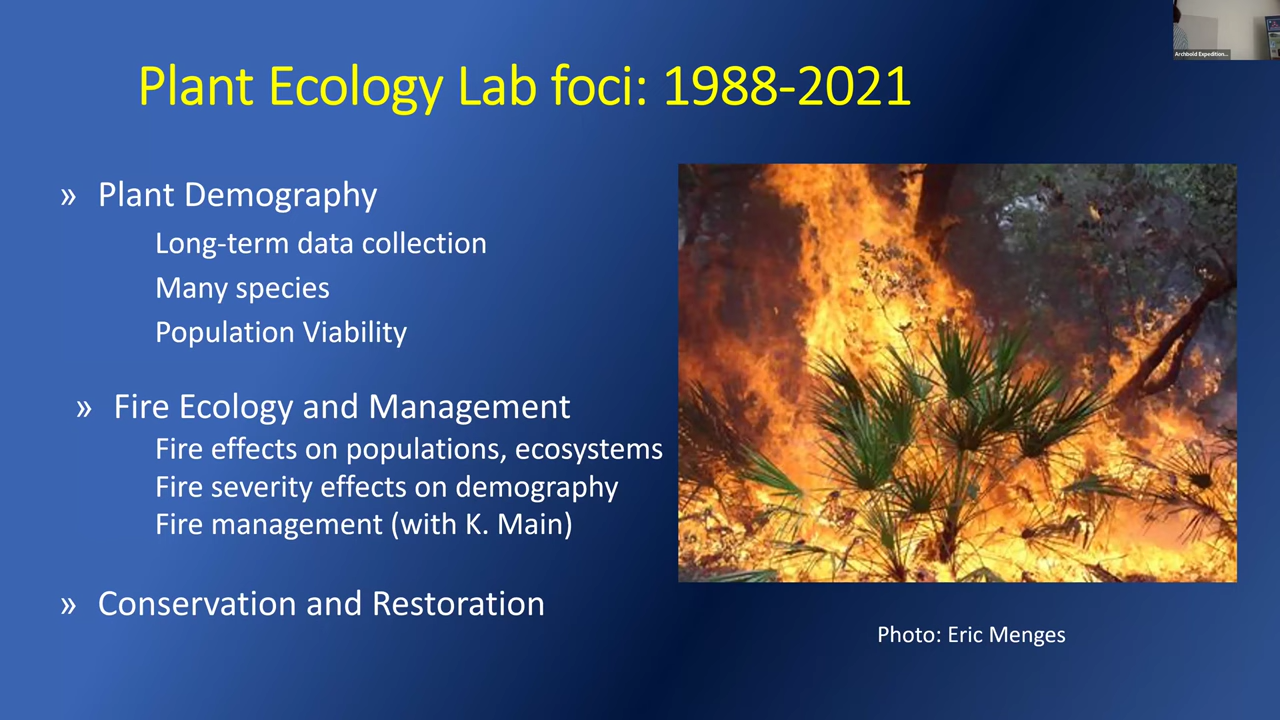 Plant Ecology Lab foci: 1988-2021
» Plant Demography
Long-term data collection
Many species
Population Viability
» Fire Ecology and Management
Fire effects on populations, ecosystems
Fire severity effects on demography
Fire management (with K. Main)
» Conservation and Restoration
Photo: Eric Menges
Archbold Expedition...